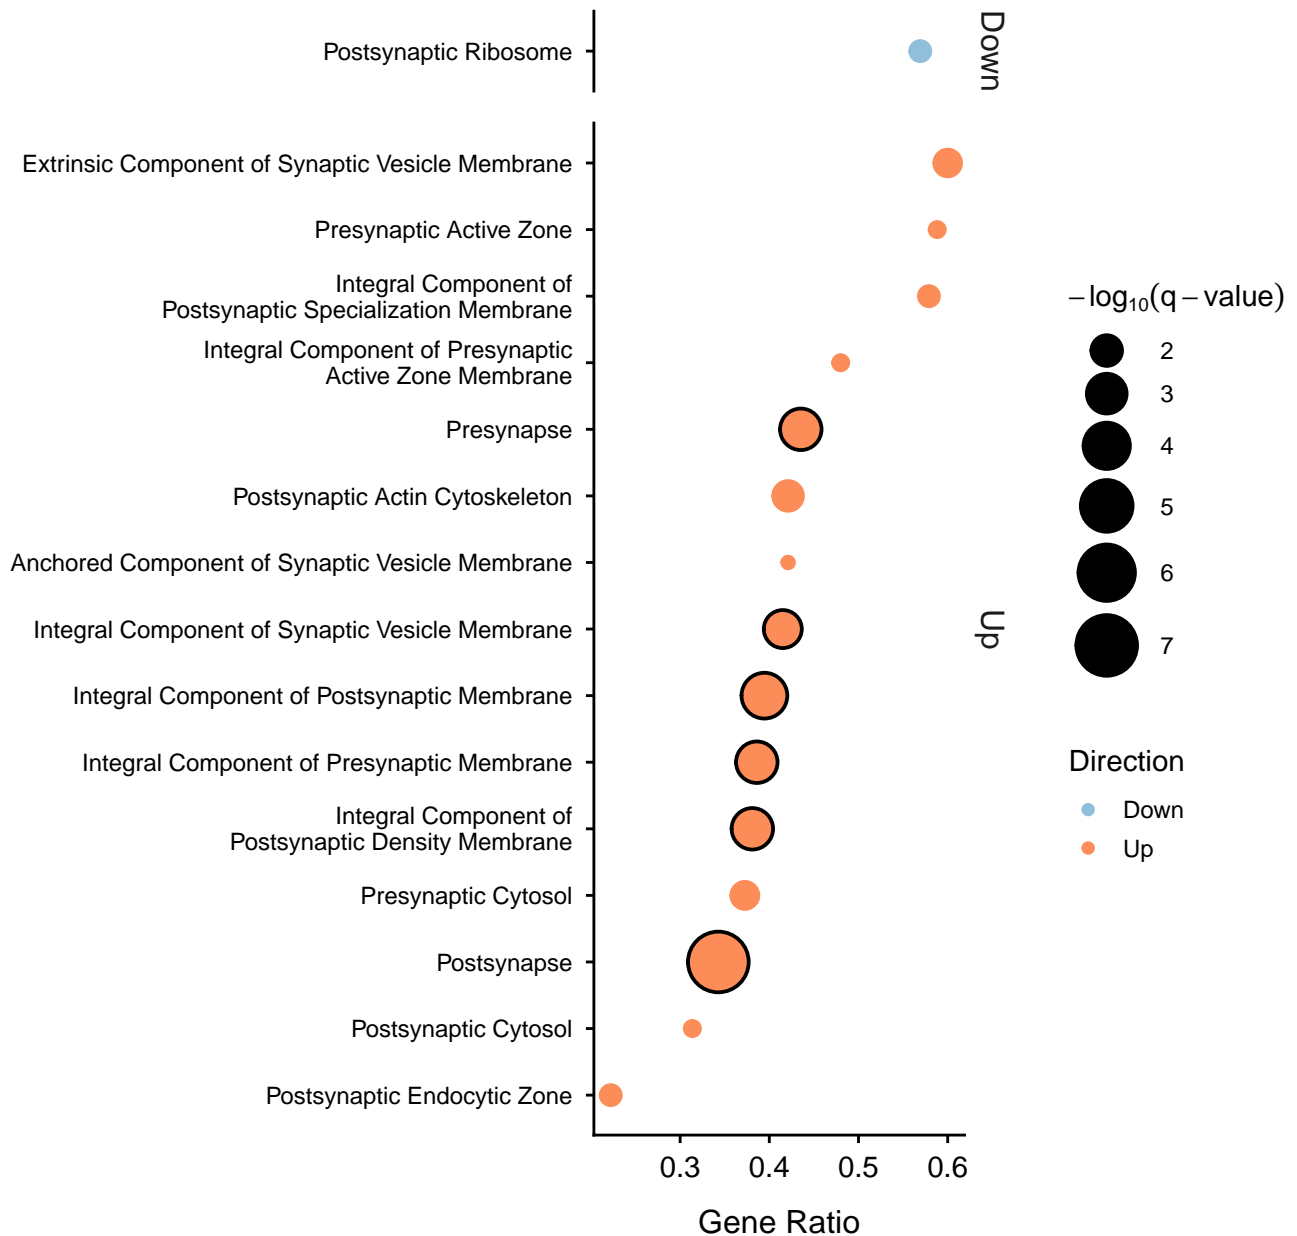 Postsynaptic Ribosome
Down
Extrinsic Component of Synaptic Vesicle Membrane
Presynaptic Active Zone
Integral Component of
Postsynaptic Specialization Membrane
Integral Component of Presynaptic
Active Zone Membrane
Presynapse
Postsynaptic Actin Cytoskeleton
Anchored Component of Synaptic Vesicle Membrane
Integral Component of Synaptic Vesicle Membrane
Integral Component of Postsynaptic Membrane
Integral Component of Presynaptic Membrane
Integral Component of
Postsynaptic Density Membrane
Presynaptic Cytosol
Postsynapse
Postsynaptic Cytosol
Postsynaptic Endocytic Zone
Up
0.3 0.4 0.5 0.6
Gene Ratio
−log₁₀(q−value)
2
3
4
5
6
7
Direction
Down
Up